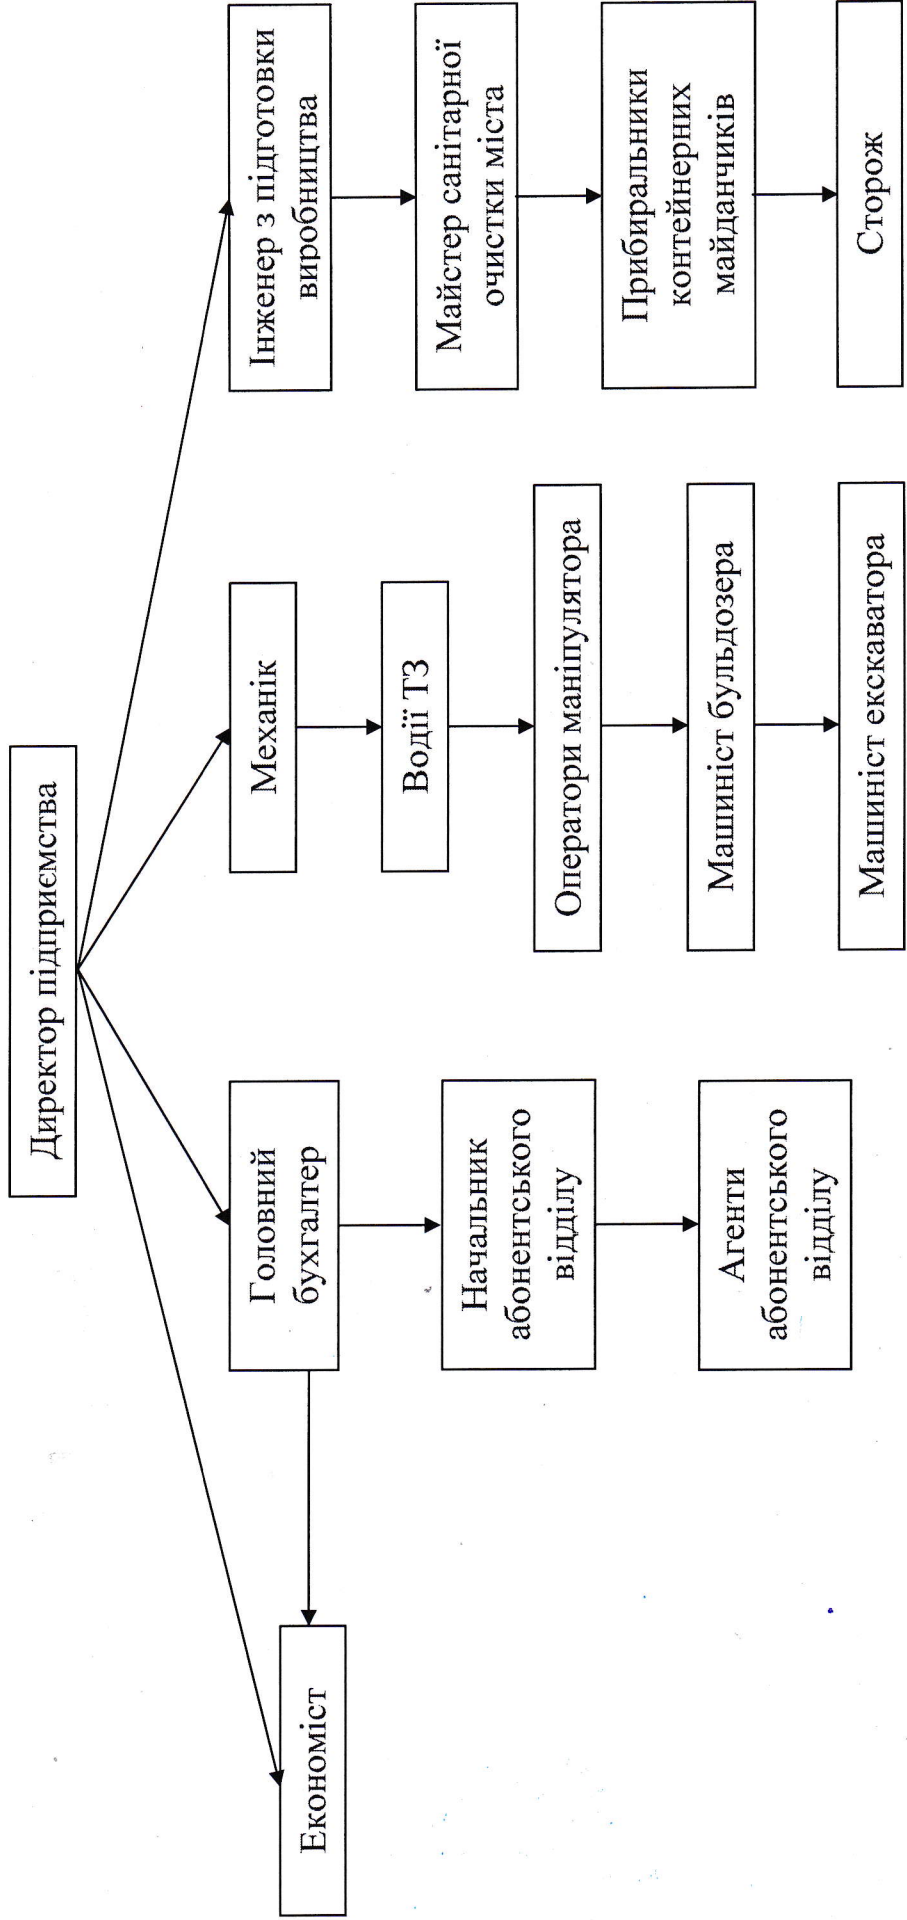 Директор підприємства
Економіст
Головний
бухгалтер
Начальник
абонентського
відділу
Агенти
абонентського
відділу
Механік
Водії ТЗ
Оператори маніпулятора
Машиніст бульдозера
Машиніст екскаватора
Інженер з підготовки
виробництва
Майстер санітарної
очистки міста
Прибиральники
контейнерних
майданчиків
Сторож